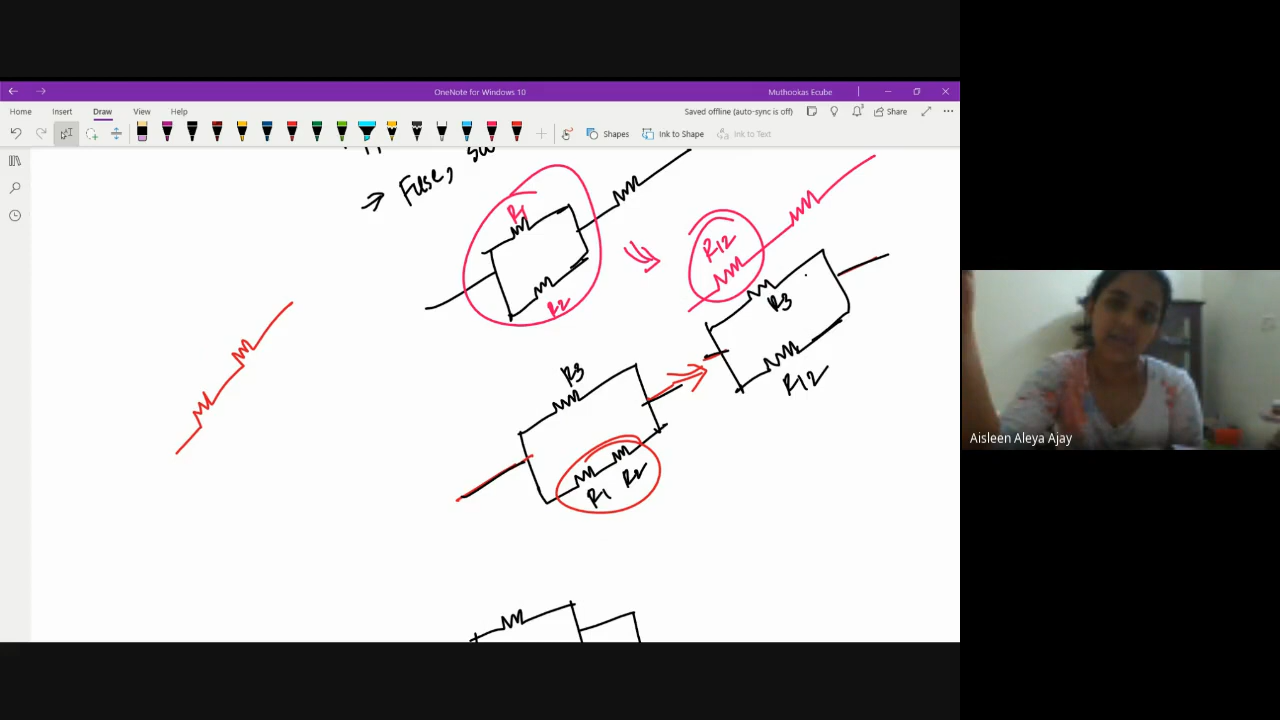 OneNote for Windows 10
Muthookas Ecube
Home Insert Draw View Help
Saved offline (auto-sync is off)
Share
Shapes
Ink to Shape
Ink to Text
→ Fuse,
R1
R2
R12
R3
R12
R3
R1 R2
Aisleen Aleya Ajay